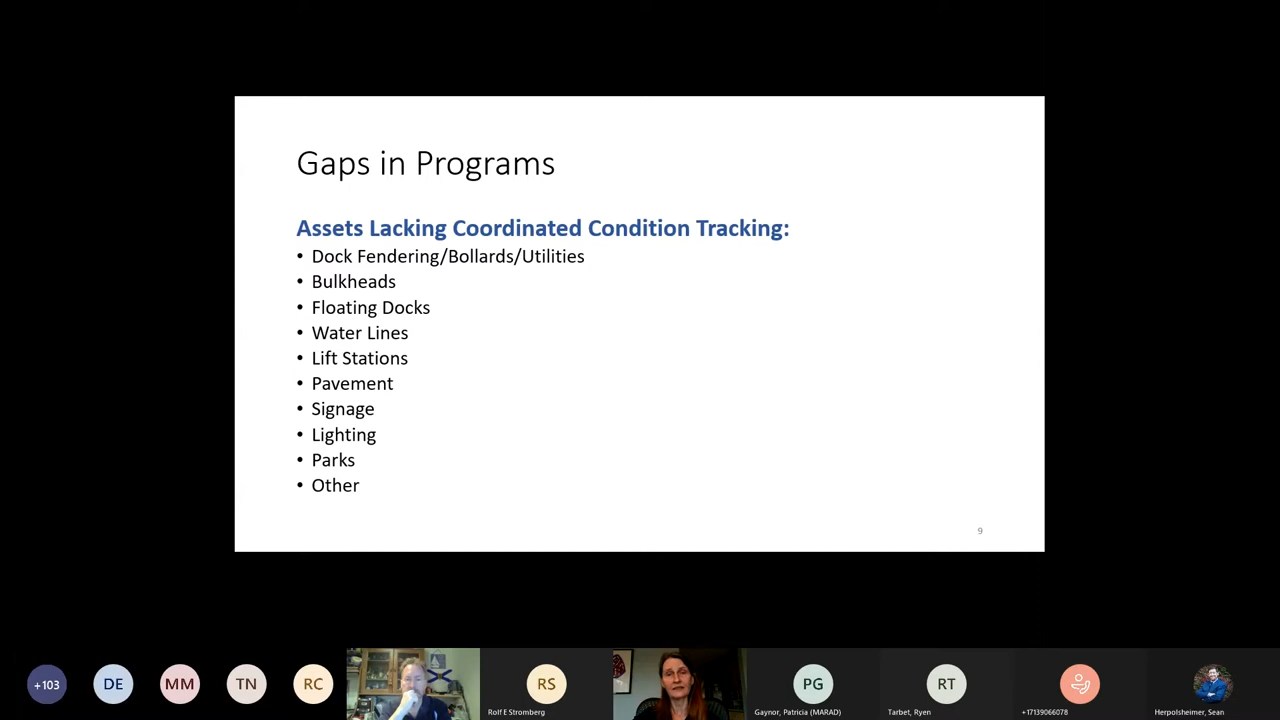 Gaps in Programs
Assets Lacking Coordinated Condition Tracking:
• Dock Fendering/Bollards/Utilities
• Bulkheads
• Floating Docks
• Water Lines
• Lift Stations
• Pavement
• Signage
• Lighting
• Parks
• Other
9
+103
DE
MM
TN
RC
RS
PG
RT
Rolf E Stromberg
Gaynor, Patricia (MARAD)
Tarbet, Ryen
+17139066078
Herpolsheimer, Sean